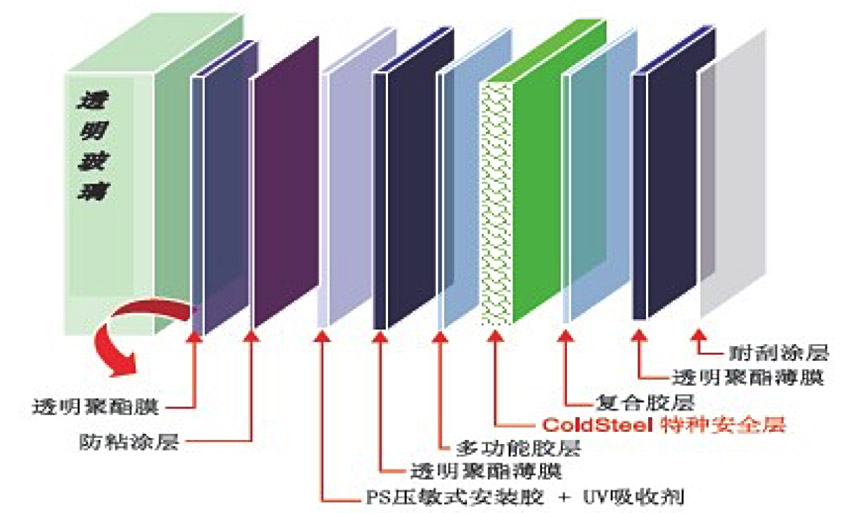 透明玻璃
耐刮涂层
透明聚酯薄膜
复合胶层
透明聚酯膜
ColdSteel 特种安全层
防粘涂层
多功能胶层
透明聚酯薄膜
PS压敏式安装胶 + UV吸收剂